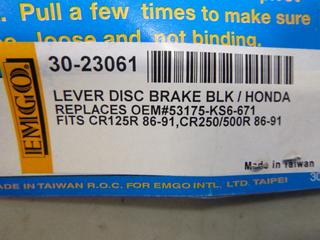 Pull a few times to make sure
loose and not binding.
30-23061
EMGO
LEVER DISC BRAKE BLK / HONDA
REPLACES OEM#53175-KS6-671
FITS CR125R 86-91,CR250/500R 86-91
Made in Taiwan
MADE IN TAIWAN R.O.C. FOR EMGO INTL. LTD. TAIPEI
30